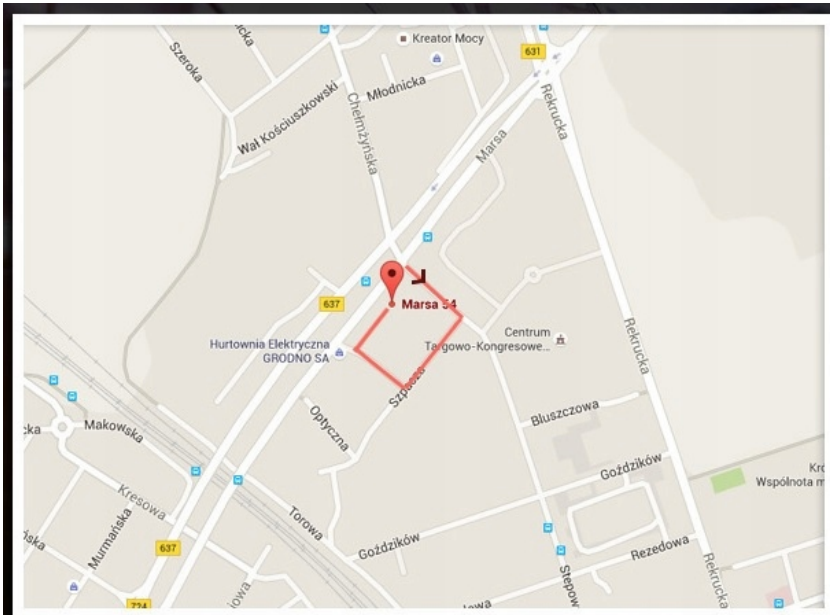 Kreator Mocy
631
Szeroka
Młodnicka
Rekrucka
Chełmżyńska
Wał Kościuszkowski
Marsa
637
Marsa 54
Hurtownia Elektryczna
GRODNO SA
Centrum
Targowo-Kongresowe...
Rekrucka
Szpacza
Bluszczowa
Optyczna
Makowska
Goździków
Wspólnota m
Kresowa
Torowa
Murmańska
Goździków
637
Rezedowa
Rekrucka
Stepow
724